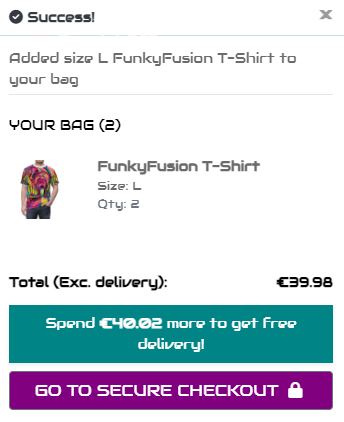 Success!
Added size L FunkyFusion T-Shirt to
your bag
YOUR BAG (2)
FunkyFusion T-Shirt
Size: L
Qty: 2
Total (Exc. delivery): €39.98
Spend €40.02 more to get free
delivery!
GO TO SECURE CHECKOUT